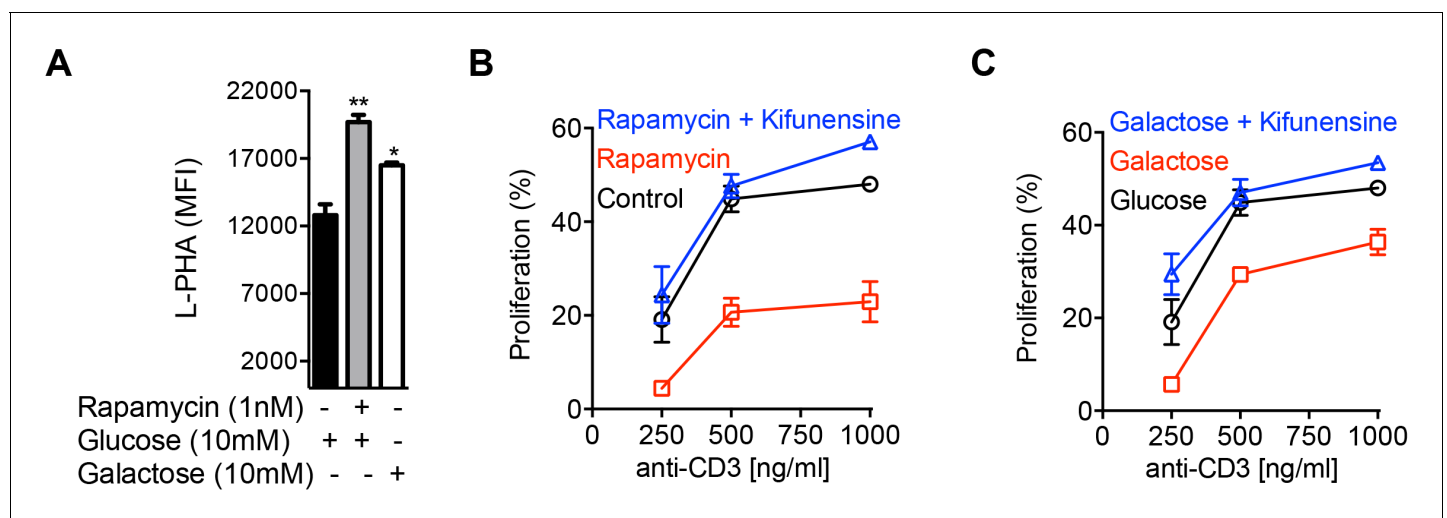 A
L-PHA (MFI)
22000
17000
12000
7000
2000
**
*
Rapamycin (1nM) - + -
Glucose (10mM) + + -
Galactose (10mM) - - +
B
Proliferation (%)
60
40
20
0
Rapamycin + Kifunensine
Rapamycin
Control
0 250 500 750 1000
anti-CD3 [ng/ml]
C
Proliferation (%)
60
40
20
0
Galactose + Kifunensine
Galactose
Glucose
0 250 500 750 1000
anti-CD3 [ng/ml]